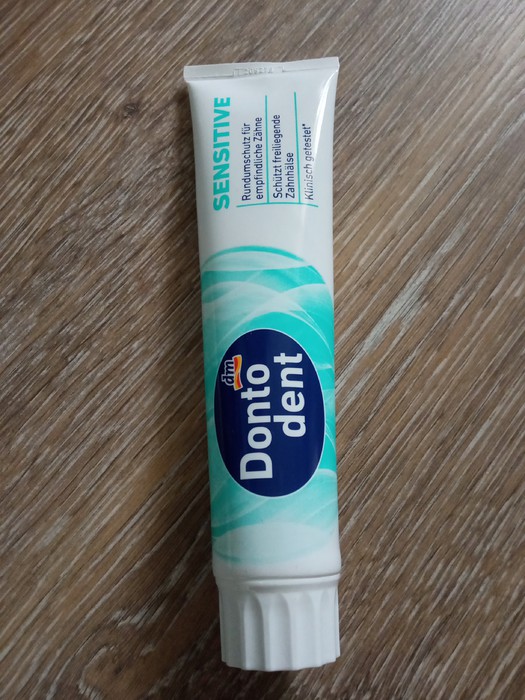 SENSITIVE
Rundumschutz für
empfindliche Zähne
Schützt freiliegende
Zahnhälse
Klinisch getestet*
dm
Donto
dent